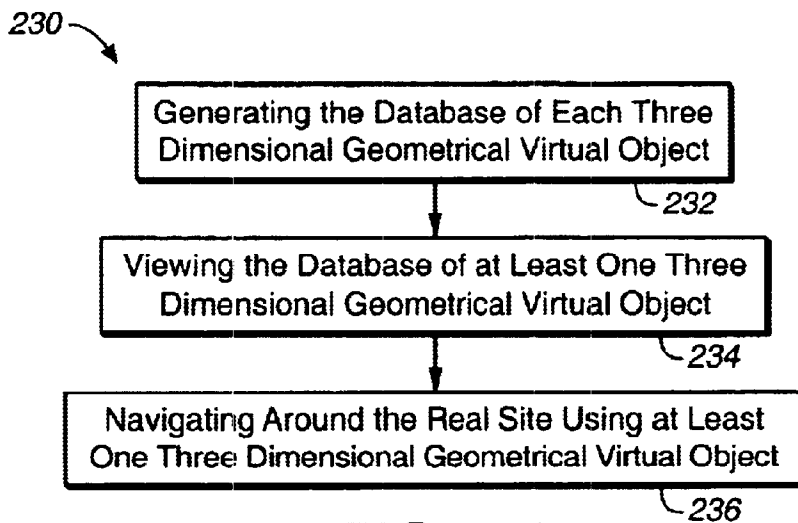 230
Generating the Database of Each Three
Dimensional Geometrical Virtual Object
232
Viewing the Database of at Least One Three
Dimensional Geometrical Virtual Object
234
Navigating Around the Real Site Using at Least
One Three Dimensional Geometrical Virtual Object
236